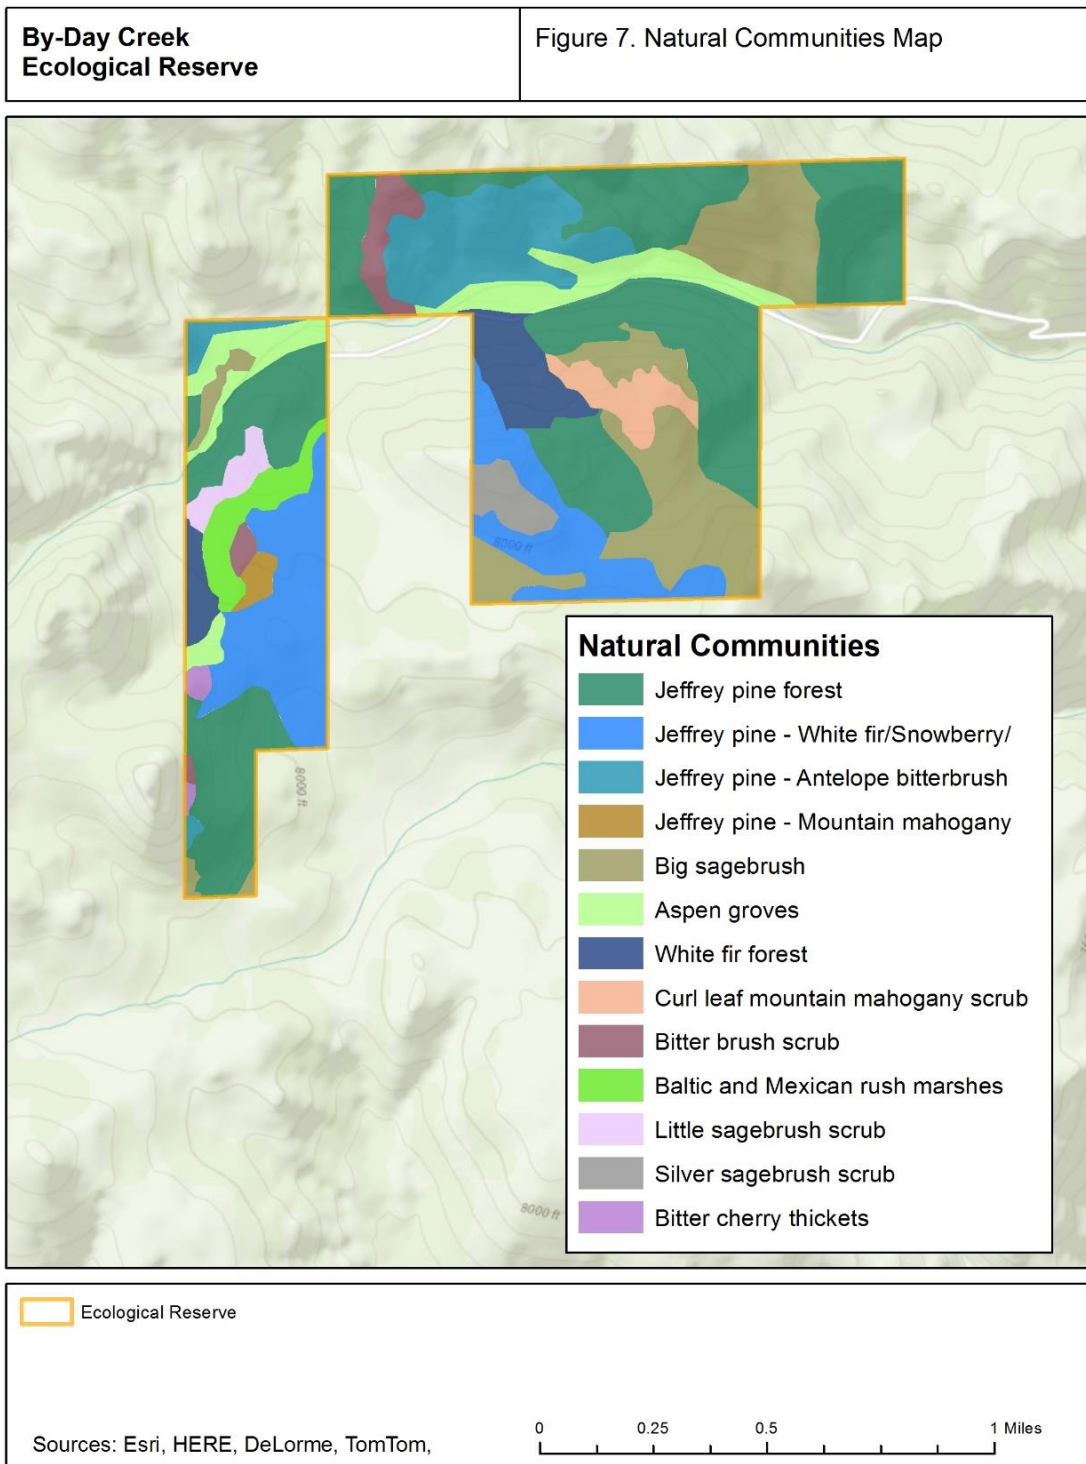 By-Day Creek
Ecological Reserve
Figure 7. Natural Communities Map
8000 ft
8000 ft
8000 ft
Natural Communities
Jeffrey pine forest
Jeffrey pine - White fir/Snowberry/
Jeffrey pine - Antelope bitterbrush
Jeffrey pine - Mountain mahogany
Big sagebrush
Aspen groves
White fir forest
Curl leaf mountain mahogany scrub
Bitter brush scrub
Baltic and Mexican rush marshes
Little sagebrush scrub
Silver sagebrush scrub
Bitter cherry thickets
Ecological Reserve
0 0.25 0.5 1 Miles
Sources: Esri, HERE, DeLorme, TomTom,